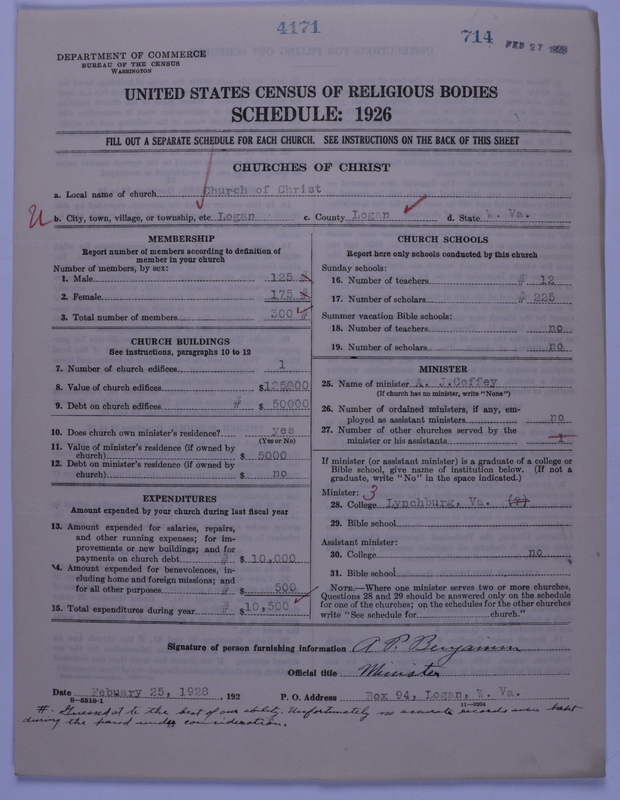 4171
714 FEB 27 1928
DEPARTMENT OF COMMERCE
BUREAU OF THE CENSUS
WASHINGTON
UNITED STATES CENSUS OF RELIGIOUS BODIES
SCHEDULE: 1926
FILL OUT A SEPARATE SCHEDULE FOR EACH CHURCH. SEE INSTRUCTIONS ON THE BACK OF THIS SHEET
CHURCHES OF CHRIST
a. Local name of church Church of Christ
b. City, town, village, or township, etc. Logan c. County Logan d. State W. Va.
MEMBERSHIP
Report number of members according to definition of
member in your church
Number of members, by sex:
1. Male 125 #
2. Female 175 #
3. Total number of members 300 #
CHURCH BUILDINGS
See instructions, paragraphs 10 to 12
7. Number of church edifices 1
8. Value of church edifices $125000
9. Debt on church edifices # $ 50000
10. Does church own minister's residence? yes
(Yes or No)
11. Value of minister's residence (if owned by
church) $ 5000
12. Debt on minister's residence (if owned by
church) $ no
EXPENDITURES
Amount expended by your church during last fiscal year
13. Amount expended for salaries, repairs,
and other running expenses; for im-
provements or new buildings; and for
payments on church debt # $ 10,000
14. Amount expended for benevolences, in-
cluding home and foreign missions; and
for all other purposes # $ 500
15. Total expenditures during year # $ 10,500
CHURCH SCHOOLS
Report here only schools conducted by this church
Sunday schools:
16. Number of teachers # 12
17. Number of scholars # 225
Summer vacation Bible schools:
18. Number of teachers no
19. Number of scholars no
MINISTER
25. Name of minister A. J.Coffey
(If church has no minister, write "None")
26. Number of ordained ministers, if any, em-
ployed as assistant ministers no
27. Number of other churches served by the
minister or his assistants 1
If minister (or assistant minister) is a graduate of a college or
Bible school, give name of institution below. (If not a
graduate, write "No" in the space indicated.)
Minister: 3
28. College Lynchburg, Va.
29. Bible school
Assistant minister:
30. College no
31. Bible school
NOTE.—Where one minister serves two or more churches,
Questions 28 and 29 should be answered only on the schedule
for one of the churches; on the schedules for the other churches
write "See schedule for church."
Signature of person furnishing information A. P. Benjamin
Official title Minister
Date Febuary 25, 1928 , 192 P. O. Address Box 94, Logan, W. Va.
8—5518-1 11—9204
#. Guessed at to the best of our ability. Unfortunately no accurate records were kept
during the period under consideration.